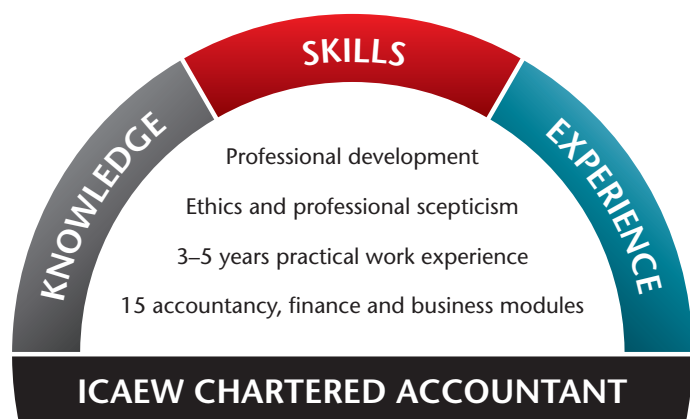 SKILLS
KNOWLEDGE
EXPERIENCE
Professional development
Ethics and professional scepticism
3–5 years practical work experience
15 accountancy, finance and business modules
ICAEW CHARTERED ACCOUNTANT